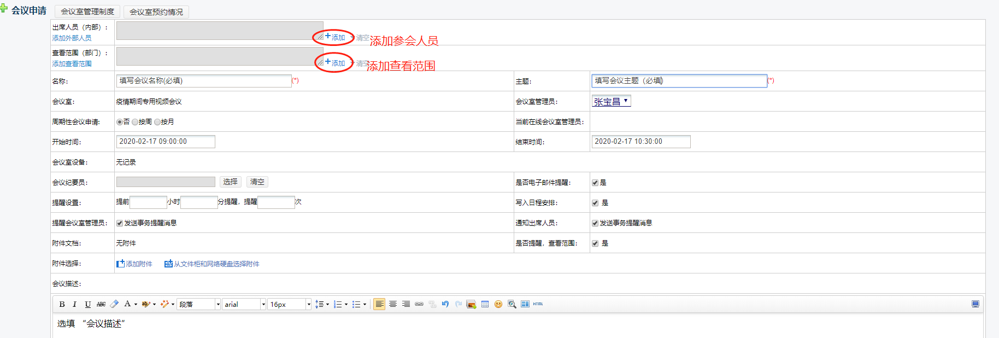 会议申请 会议室管理制度 会议室预约情况
出席人员（内部）：
添加外部人员
添加 清空 添加参会人员
查看范围（部门）：
添加查看范围
添加 清空 添加查看范围
名称： 填写会议名称(必填) (*) 主题： 填写会议主题（必填) (*)
会议室： 疫情期间专用视频会议 会议室管理员： 张宝昌
周期性会议申请: 否 按周 按月 当前在线会议室管理员：
开始时间： 2020-02-17 09:00:00 结束时间： 2020-02-17 10:30:00
会议室设备： 无记录
会议纪要员： 选择 清空 是否电子邮件提醒： 是
提醒设置： 提前 小时 分提醒，提醒 次 写入日程安排： 是
提醒会议室管理员： 发送事务提醒消息 通知出席人员： 发送事务提醒消息
附件文档： 无附件 是否提醒，查看范围： 是
附件选择： 添加附件 从文件柜和网络硬盘选择附件
会议描述：
B I U ABC A ab 段落 arial 16px HTML
选填 “会议描述”